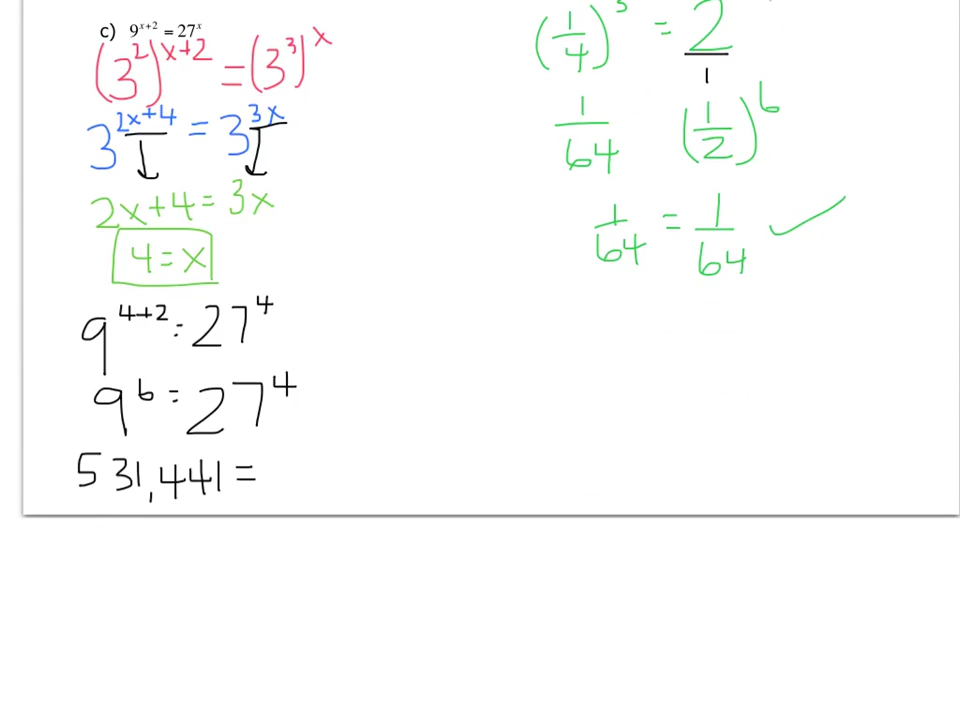 c) 9^{x+2} = 27^x
(3^2)^{x+2} = (3^3)^x
3^{2x+4} = 3^{3x}
2x+4 = 3x
4 = x
9^{4+2} = 27^4
9^6 = 27^4
531,441 =
(1/4)^3 = 2
1
1/64 (1/2)^6
1/64 = 1/64 ✓